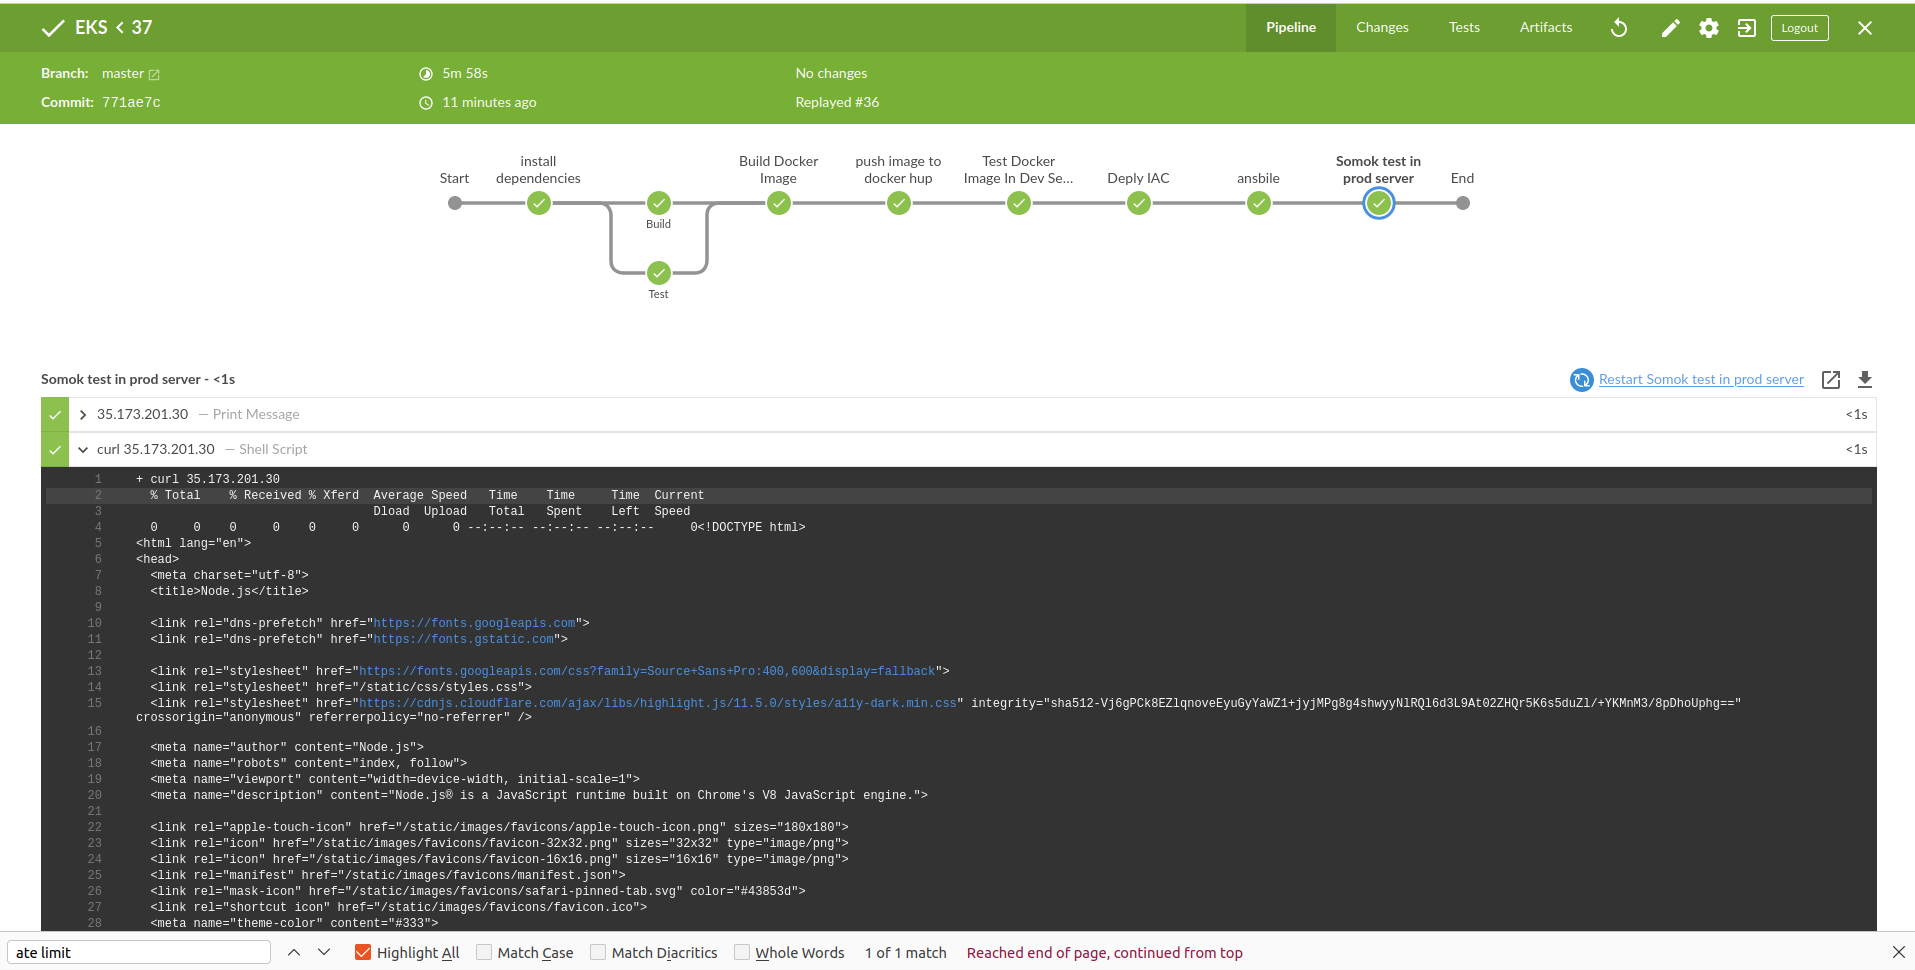 EKS < 37
Pipeline
Changes
Tests
Artifacts
Logout
Branch: master
5m 58s
No changes
Commit: 771ae7c
11 minutes ago
Replayed #36
Start
install
dependencies
Build
Test
Build Docker
Image
push image to
docker hup
Test Docker
Image In Dev Se...
Deply IAC
ansbile
Somok test in
prod server
End
Somok test in prod server - <1s
Restart Somok test in prod server
35.173.201.30 — Print Message <1s
curl 35.173.201.30 — Shell Script <1s
1 + curl 35.173.201.30
2 % Total % Received % Xferd Average Speed Time Time Time Current
3 Dload Upload Total Spent Left Speed
4 0 0 0 0 0 0 0 0 --:--:-- --:--:-- --:--:-- 0<!DOCTYPE html>
5 <html lang="en">
6 <head>
7 <meta charset="utf-8">
8 <title>Node.js</title>
9
10 <link rel="dns-prefetch" href="https://fonts.googleapis.com">
11 <link rel="dns-prefetch" href="https://fonts.gstatic.com">
12
13 <link rel="stylesheet" href="https://fonts.googleapis.com/css?family=Source+Sans+Pro:400,600&display=fallback">
14 <link rel="stylesheet" href="/static/css/styles.css">
15 <link rel="stylesheet" href="https://cdnjs.cloudflare.com/ajax/libs/highlight.js/11.5.0/styles/a11y-dark.min.css" integrity="sha512-Vj6gPCk8EZlqnoveEyuGyYaWZ1+jyjMPg8g4shwyyNlRQl6d3L9At02ZHQr5K6s5duZl/+YKMnM3/8pDhoUphg=="
crossorigin="anonymous" referrerpolicy="no-referrer" />
16
17 <meta name="author" content="Node.js">
18 <meta name="robots" content="index, follow">
19 <meta name="viewport" content="width=device-width, initial-scale=1">
20 <meta name="description" content="Node.js® is a JavaScript runtime built on Chrome's V8 JavaScript engine.">
21
22 <link rel="apple-touch-icon" href="/static/images/favicons/apple-touch-icon.png" sizes="180x180">
23 <link rel="icon" href="/static/images/favicons/favicon-32x32.png" sizes="32x32" type="image/png">
24 <link rel="icon" href="/static/images/favicons/favicon-16x16.png" sizes="16x16" type="image/png">
25 <link rel="manifest" href="/static/images/favicons/manifest.json">
26 <link rel="mask-icon" href="/static/images/favicons/safari-pinned-tab.svg" color="#43853d">
27 <link rel="shortcut icon" href="/static/images/favicons/favicon.ico">
28 <meta name="theme-color" content="#333">
ate limit
Highlight All
Match Case
Match Diacritics
Whole Words
1 of 1 match
Reached end of page, continued from top